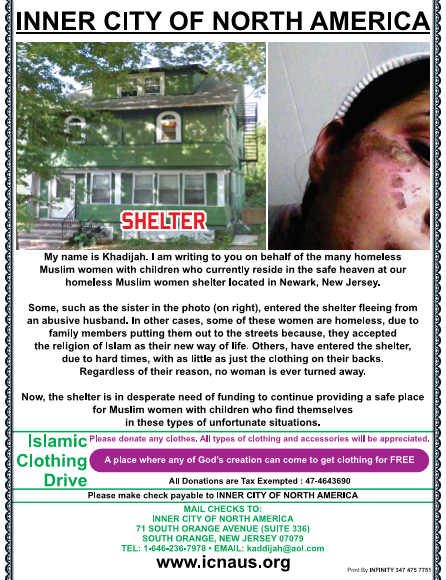 INNER CITY OF NORTH AMERICA
SHELTER
My name is Khadijah. I am writing to you on behalf of the many homeless
Muslim women with children who currently reside in the safe heaven at our
homeless Muslim women shelter located in Newark, New Jersey.
Some, such as the sister in the photo (on right), entered the shelter fleeing from
an abusive husband. In other cases, some of these women are homeless, due to
family members putting them out to the streets because, they accepted
the religion of Islam as their new way of life. Others, have entered the shelter,
due to hard times, with as little as just the clothing on their backs.
Regardless of their reason, no woman is ever turned away.
Now, the shelter is in desperate need of funding to continue providing a safe place
for Muslim women with children who find themselves
in these types of unfortunate situations.
Islamic
Clothing
Drive
Please donate any clothes. All types of clothing and accessories will be appreciated.
A place where any of God's creation can come to get clothing for FREE
All Donations are Tax Exempted : 47-4643690
Please make check payable to INNER CITY OF NORTH AMERICA
MAIL CHECKS TO:
INNER CITY OF NORTH AMERICA
71 SOUTH ORANGE AVENUE (SUITE 336)
SOUTH ORANGE, NEW JERSEY 07079
TEL: 1-646-236-7978 • EMAIL: kaddijah@aol.com
www.icnaus.org
Print By INFINITY 347 475 7751